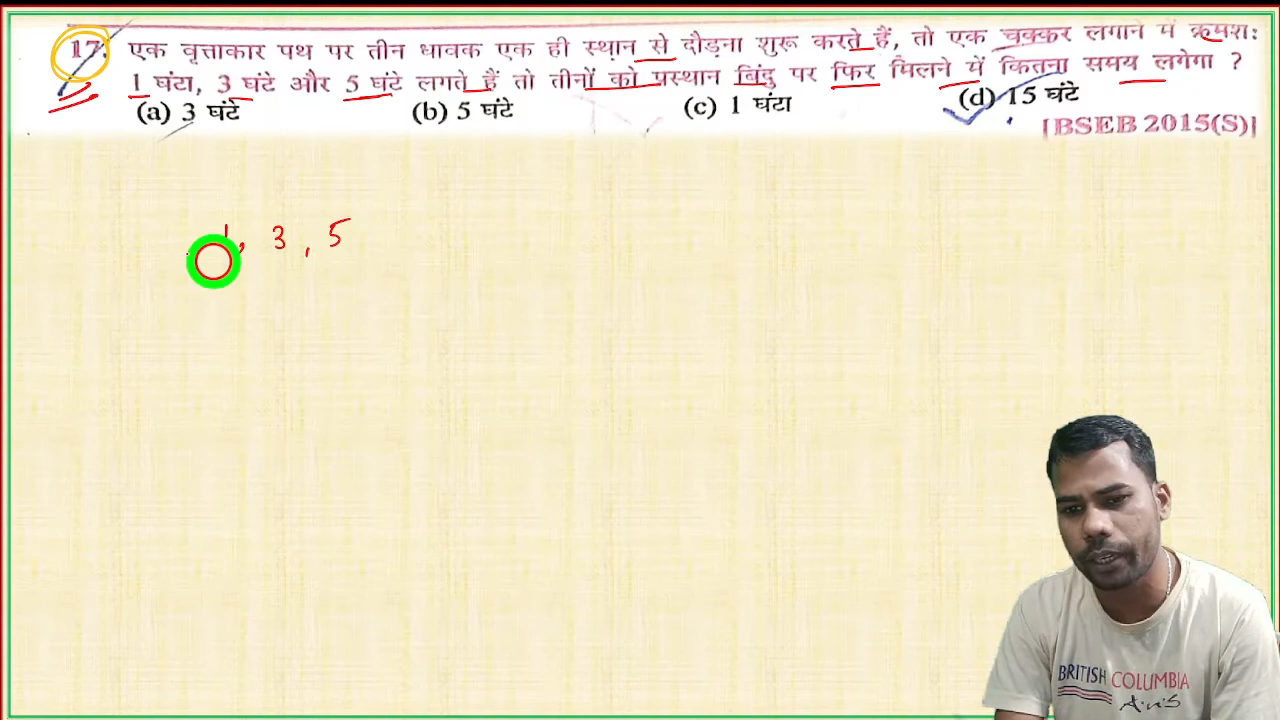 17. एक वृत्ताकार पथ पर तीन धावक एक ही स्थान से दौड़ना शुरू करते हैं, तो एक चक्कर लगाने में क्रमशः
1 घंटा, 3 घंटे और 5 घंटे लगते हैं तो तीनों को प्रस्थान बिंदु पर फिर मिलने में कितना समय लगेगा ?
(a) 3 घंटे (b) 5 घंटे (c) 1 घंटा (d) 15 घंटे
[BSEB 2015(S)]
1, 3, 5
BRITISH COLUMBIA